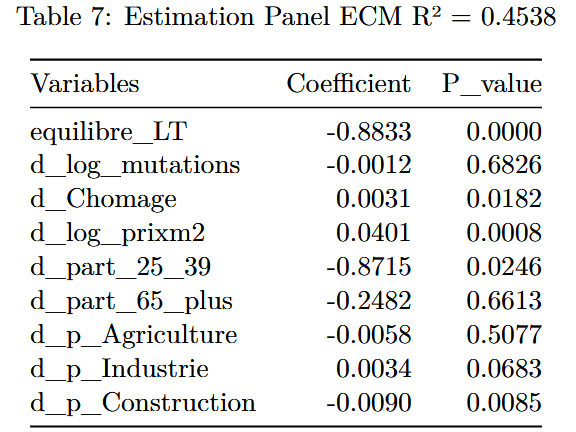 Table 7: Estimation Panel ECM R² = 0.4538
Variables Coefficient P_value
equilibre_LT -0.8833 0.0000
d_log_mutations -0.0012 0.6826
d_Chomage 0.0031 0.0182
d_log_prixm2 0.0401 0.0008
d_part_25_39 -0.8715 0.0246
d_part_65_plus -0.2482 0.6613
d_p_Agriculture -0.0058 0.5077
d_p_Industrie 0.0034 0.0683
d_p_Construction -0.0090 0.0085